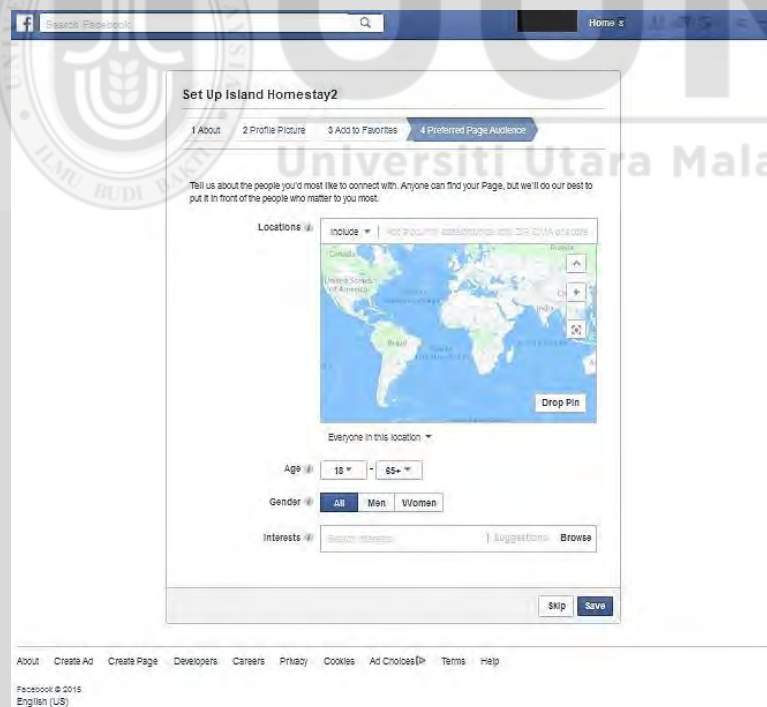 Search Facebook
Home
Set Up Island Homestay2
1 About 2 Profile Picture 3 Add to Favorites 4 Preferred Page Audience
Universiti Utara Mala
ILMU BUDI BAKTI
Tell us about the people you'd most like to connect with. Anyone can find your Page, but we'll do our best to
put it in front of the people who matter to you most.
Locations
Include
Canada
United States
of America
Brazil
India
Drop Pin
Everyone in this location
Age 18 - 65+
Gender All Men Women
Interests Search interests Suggestions Browse
Skip Save
About Create Ad Create Page Developers Careers Privacy Cookies Ad Choices Terms Help
Facebook © 2015
English (US)